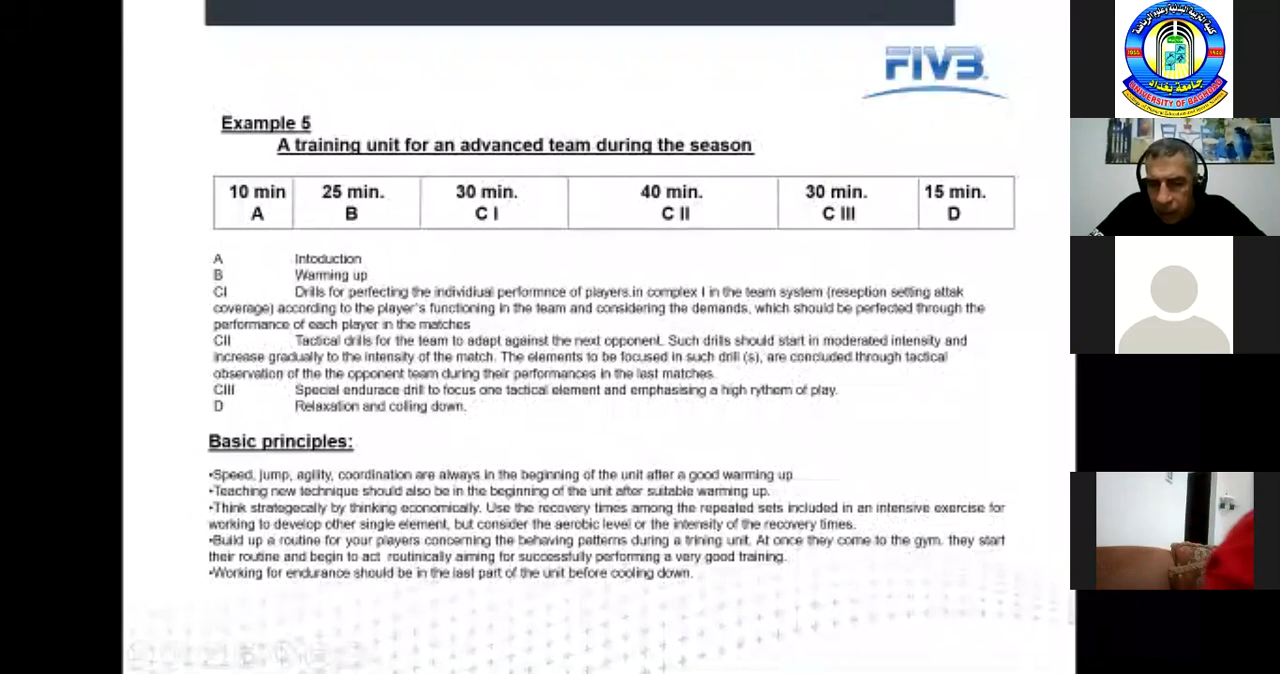 FIVB
Example 5
A training unit for an advanced team during the season
10 min 25 min. 30 min. 40 min. 30 min. 15 min.
A B C I C II C III D
A Intoduction
B Warming up
CI Drills for perfecting the individiual performnce of players.in complex I in the team system (reseption setting attak
coverage) according to the player's functioning in the team and considering the demands, which should be perfected through the
performance of each player in the matches
CII Tactical drills for the team to adapt against the next opponent. Such drills should start in moderated intensity and
increase gradually to the intensity of the match. The elements to be focused in such drill (s), are concluded through tactical
observation of the the opponent team during their performances in the last matches.
CIII Special endurace drill to focus one tactical element and emphasising a high rythem of play.
D Relaxation and colling down.
Basic principles:
•Speed, jump, agility, coordination are always in the beginning of the unit after a good warming up
•Teaching new technique should also be in the beginning of the unit after suitable warming up.
•Think strategecally by thinking economically. Use the recovery times among the repeated sets included in an intensive exercise for
working to develop other single element, but consider the aerobic level or the intensity of the recovery times.
•Build up a routine for your players concerning the behaving patterns during a trining unit. At once they come to the gym, they start
their routine and begin to act routinically aiming for successfully performing a very good training.
•Working for endurance should be in the last part of the unit before cooling down.
جامعة بغداد
UNIVERSITY OF BAGHDAD